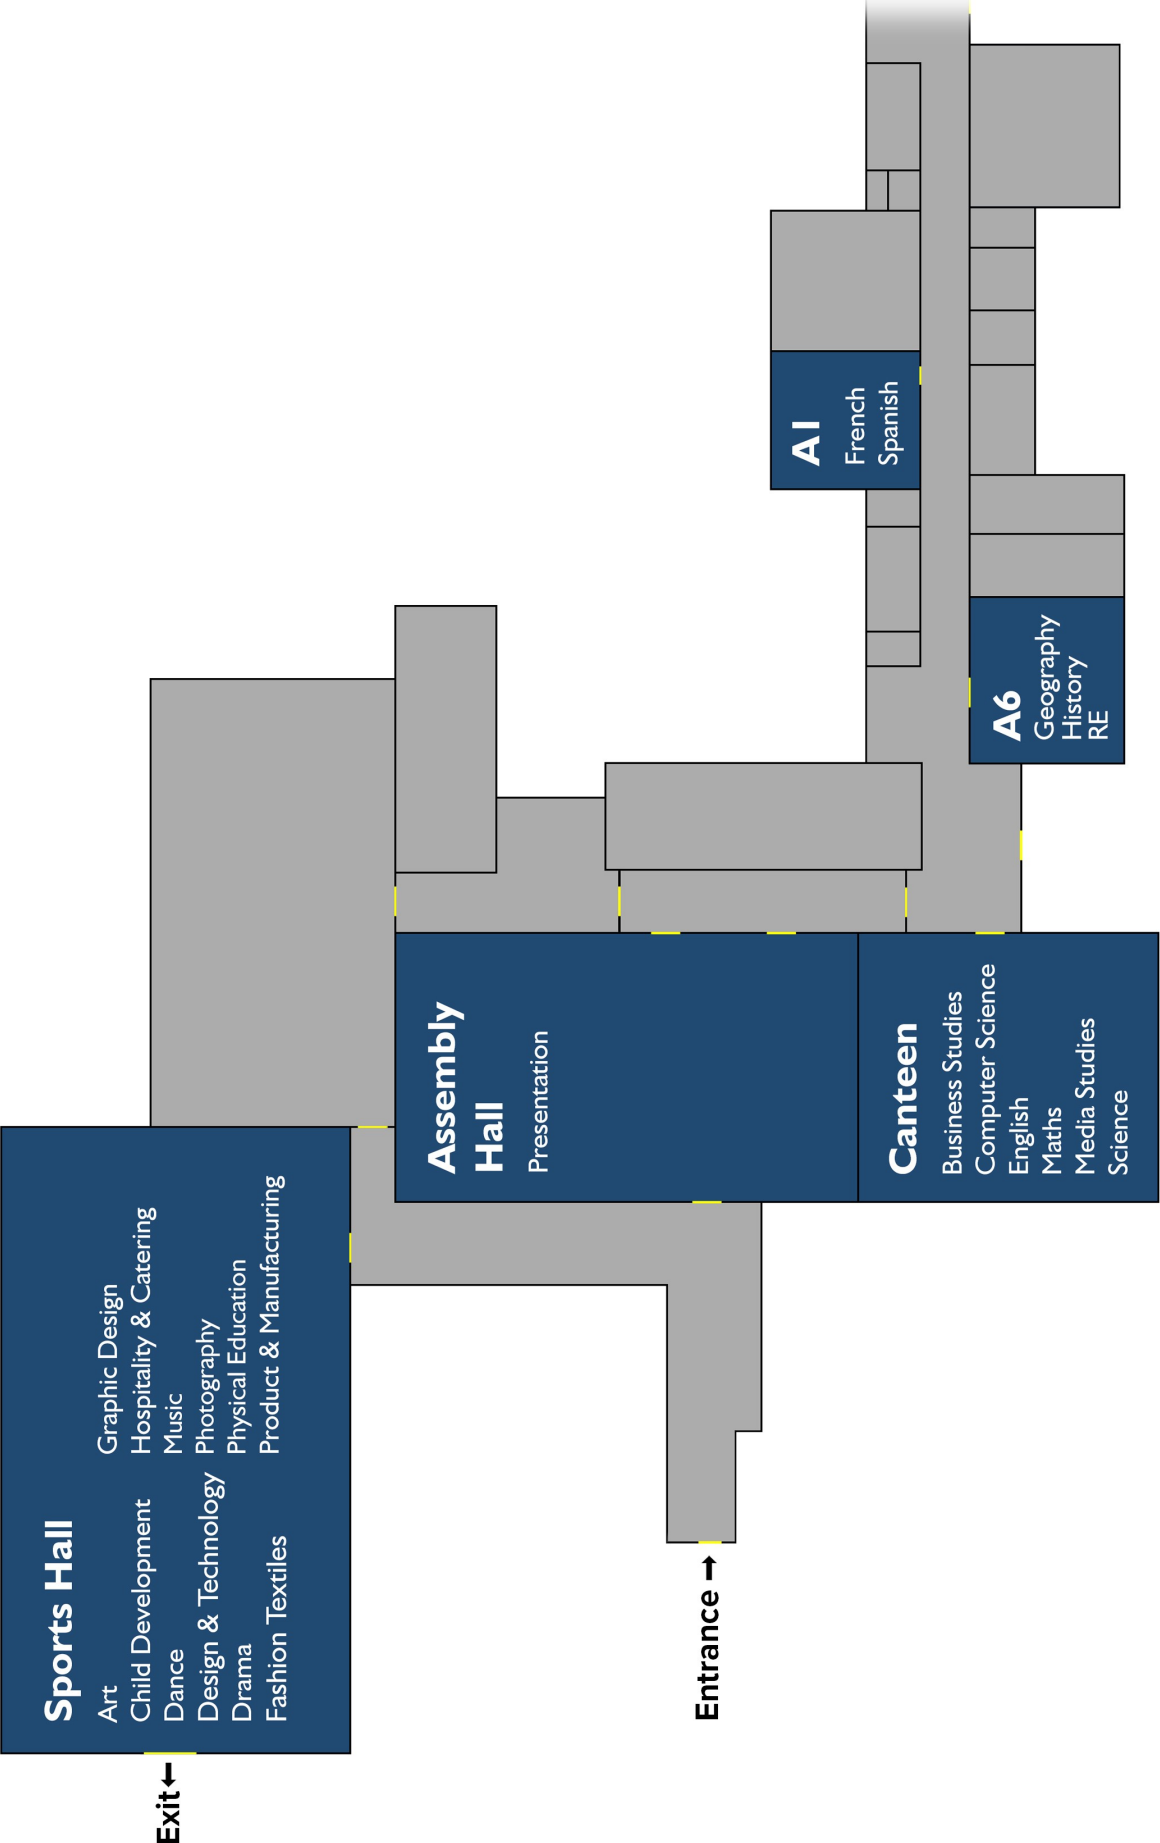 Sports Hall
Art
Child Development
Dance
Design & Technology
Drama
Fashion Textiles
Graphic Design
Hospitality & Catering
Music
Photography
Physical Education
Product & Manufacturing
Exit
Assembly
Hall
Presentation
Entrance
Canteen
Business Studies
Computer Science
English
Maths
Media Studies
Science
A1
French
Spanish
A6
Geography
History
RE